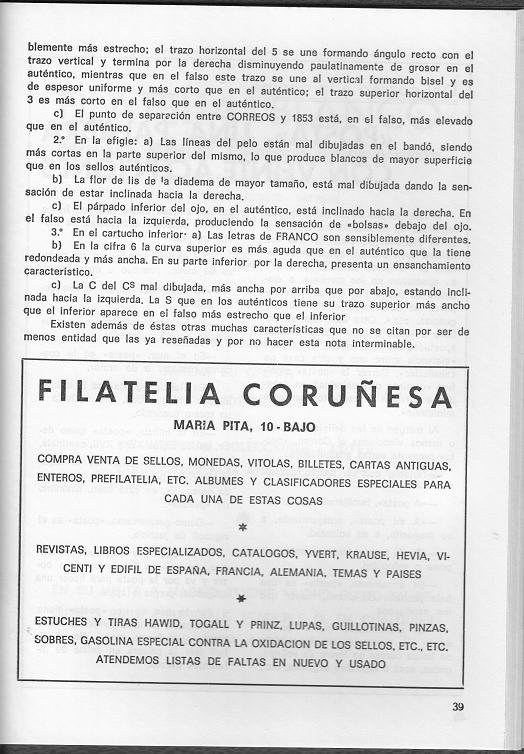 blemente más estrecho; el trazo horizontal del 5 se une formando ángulo recto con el
trazo vertical y termina por la derecha disminuyendo paulatinamente de grosor en el
auténtico, mientras que en el falso este trazo se une al vertical formando bisel y es
de espesor uniforme y más corto que en el auténtico; el trazo superior horizontal del
3 es más corto en el falso que en el auténtico.
c) El punto de separeción entre CORREOS y 1853 está, en el falso, más elevado
que en el auténtico.
2.º En la efigie: a) Las líneas del pelo están mal dibujadas en el bandó, siendo
más cortas en la parte superior del mismo, lo que produce blancos de mayor superficie
que en los sellos auténticos.
b) La flor de lis de la diadema de mayor tamaño, está mal dibujada dando la sen-
sación de estar inclinada hacia la derecha.
c) El párpado inferior del ojo, en el auténtico, está inclinado hacia la derecha. En
el falso está hacia la izquierda, produciendo la sensación de «bolsas» debajo del ojo.
3.º En el cartucho inferior· a) Las letras de FRANCO son sensiblemente diferentes.
b) En la cifra 6 la curva superior es más aguda que en el auténtico que la tiene
redondeada y más ancha. En su parte inferior por la derecha, presenta un ensanchamiento
característico.
c) La C del Cˢ mal dibujada, más ancha por arriba que por abajo, estando incli-
nada hacia la izquierda. La S que en los auténticos tiene su trazo superior más ancho
que el inferior aparece en el falso más estrecho que el inferior
Existen además de éstas otras muchas características que no se citan por ser de
menos entidad que las ya reseñadas y por no hacer esta nota interminable.
FILATELIA CORUÑESA
MARIA PITA, 10 - BAJO
COMPRA VENTA DE SELLOS, MONEDAS, VITOLAS, BILLETES, CARTAS ANTIGUAS,
ENTEROS, PREFILATELIA, ETC. ALBUMES Y CLASIFICADORES ESPECIALES PARA
CADA UNA DE ESTAS COSAS
*
REVISTAS, LIBROS ESPECIALIZADOS, CATALOGOS, YVERT, KRAUSE, HEVIA, VI-
CENTI Y EDIFIL DE ESPAÑA, FRANCIA, ALEMANIA, TEMAS Y PAISES
*
ESTUCHES Y TIRAS HAWID, TOGALL Y PRINZ, LUPAS, GUILLOTINAS, PINZAS,
SOBRES, GASOLINA ESPECIAL CONTRA LA OXIDACION DE LOS SELLOS, ETC., ETC.
ATENDEMOS LISTAS DE FALTAS EN NUEVO Y USADO
39